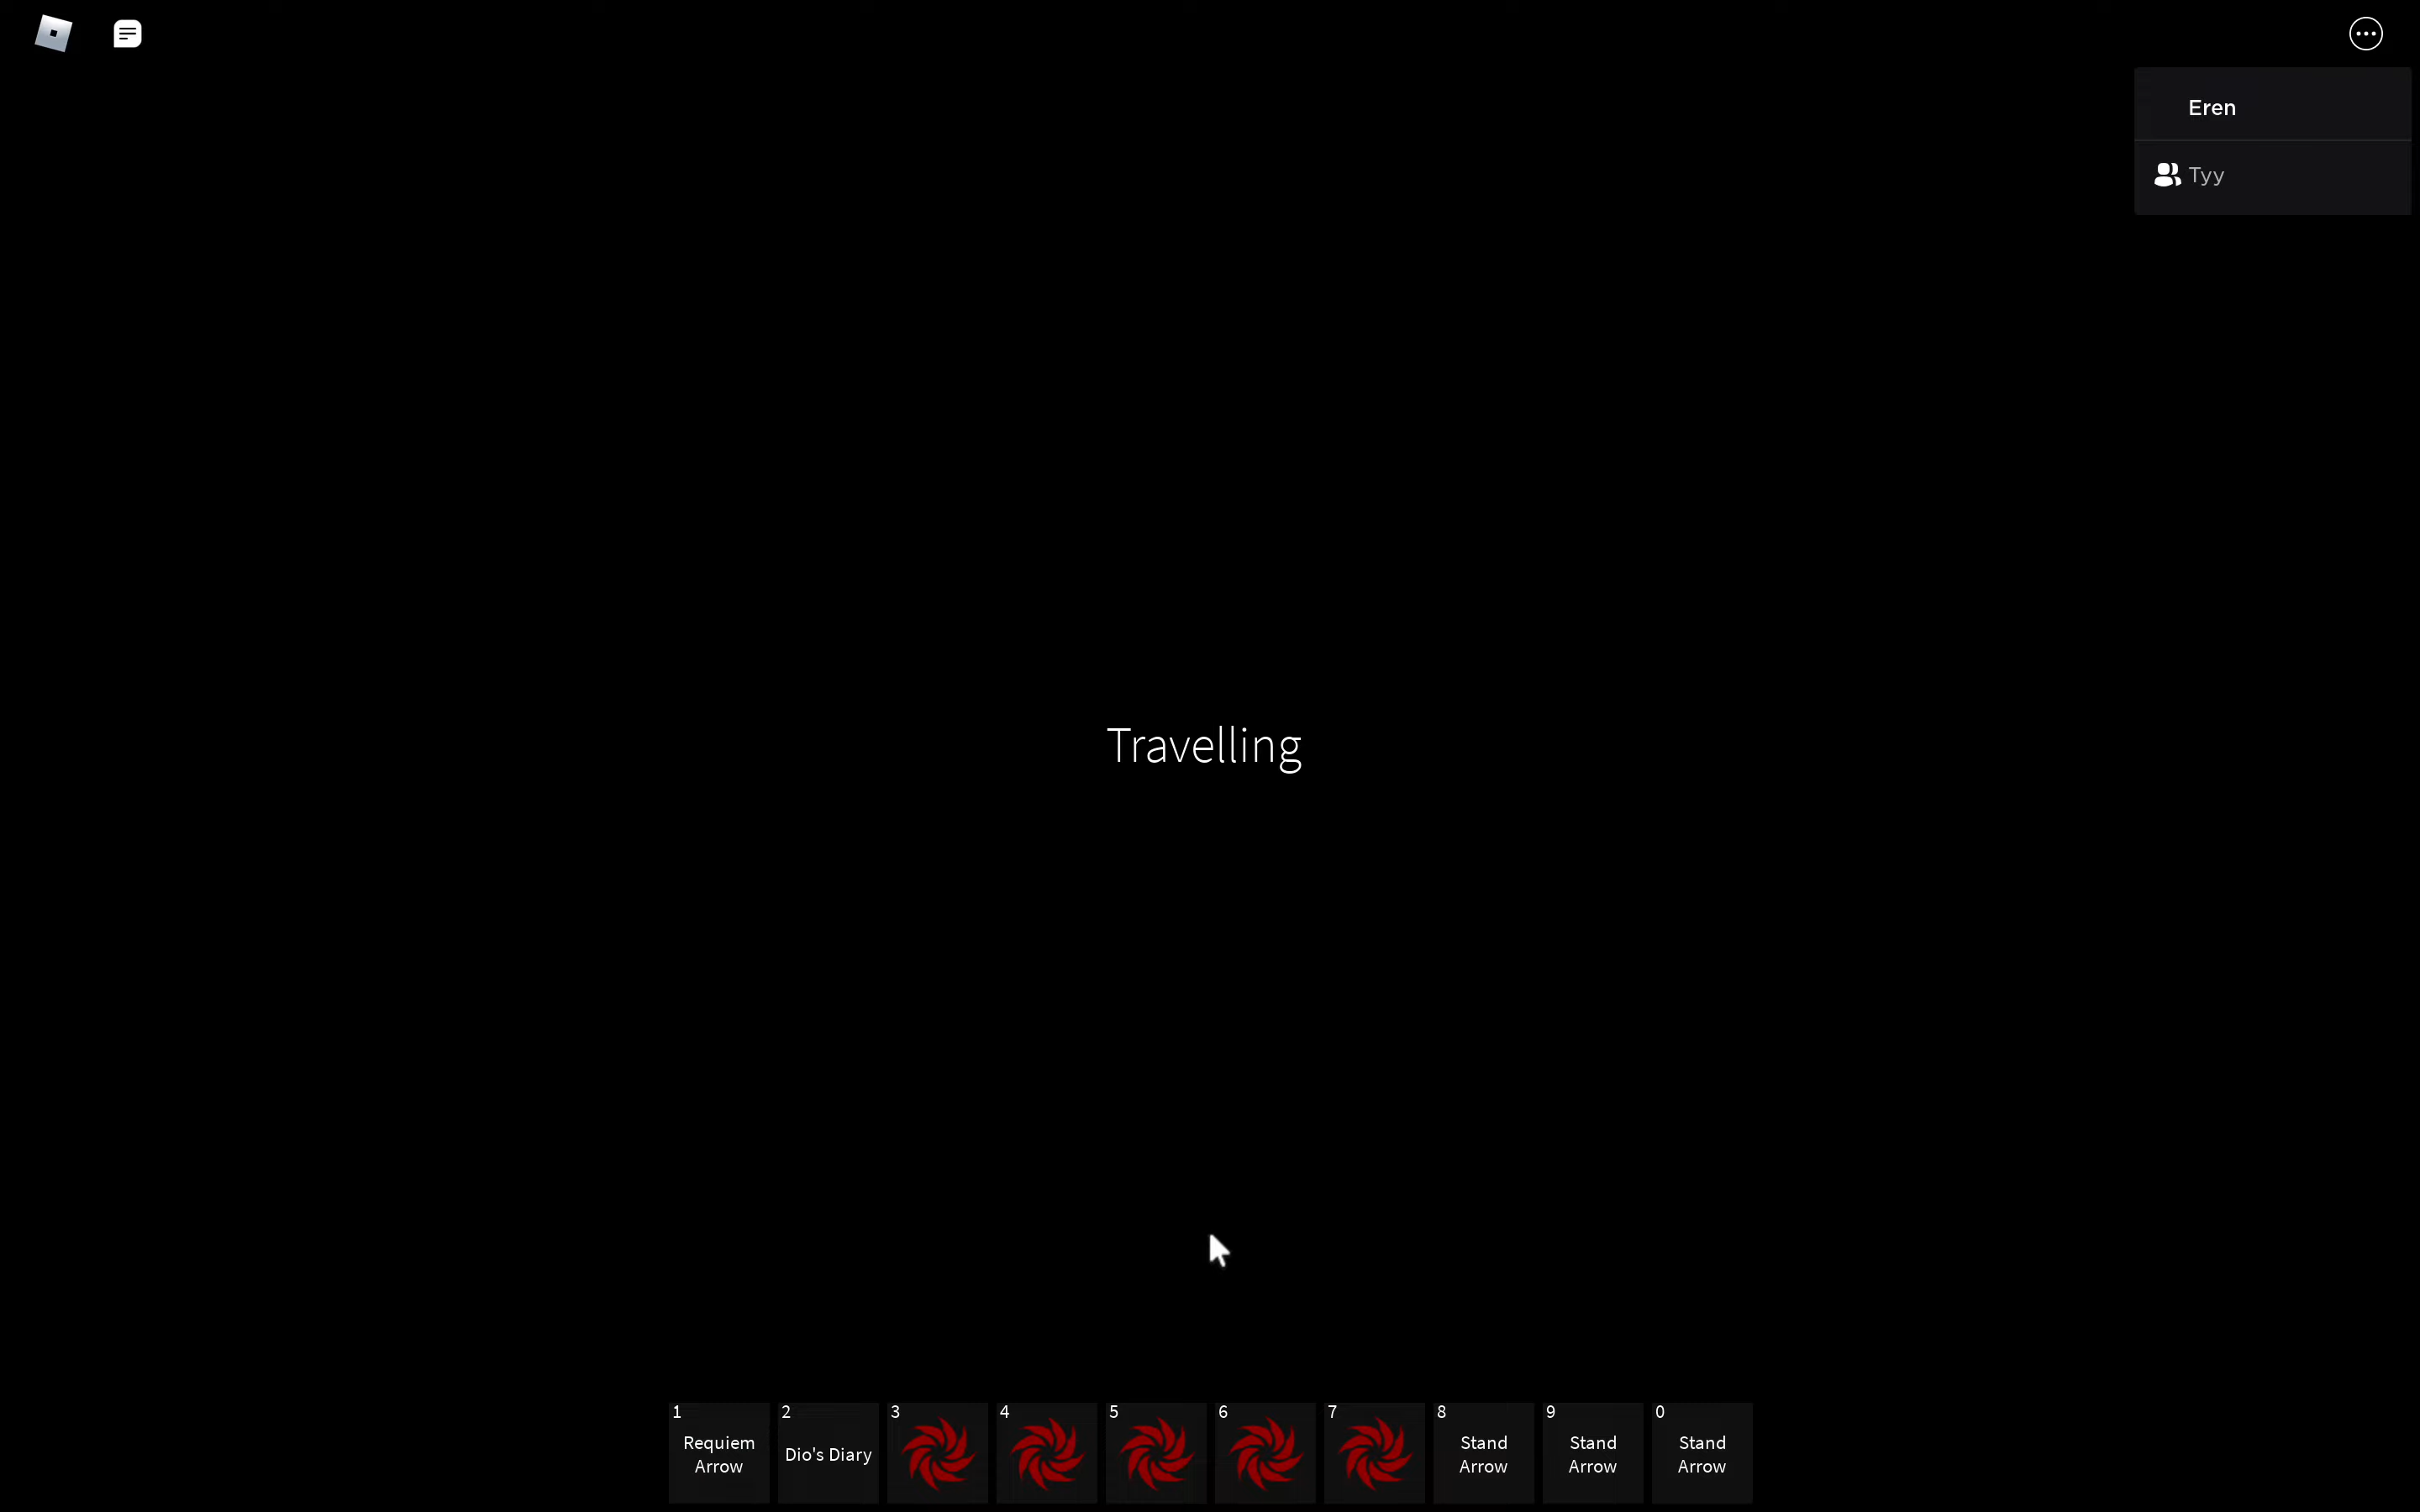 Eren
Tyy
Travelling
1 2 3 4 5 6 7 8 9 0
Requiem Arrow
Dio's Diary
Stand Arrow
Stand Arrow
Stand Arrow